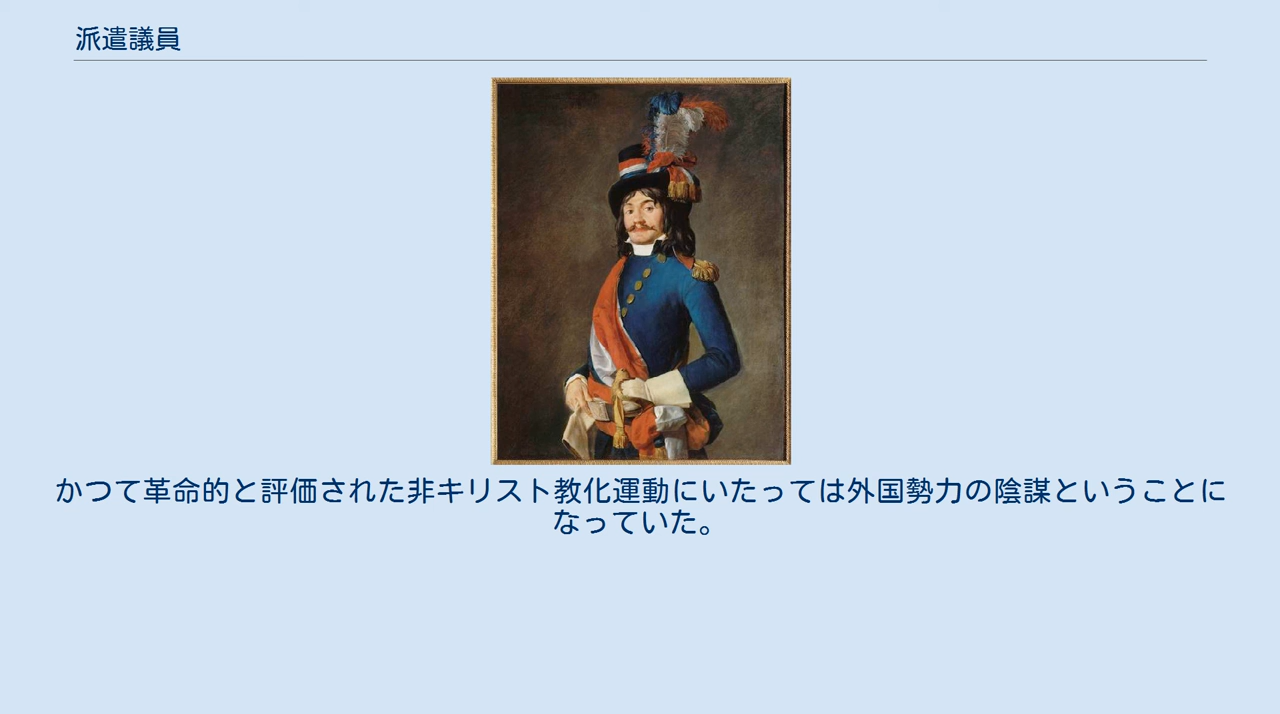 派遣議員
かつて革命的と評価された非キリスト教化運動にいたっては外国勢力の陰謀ということに
なっていた。